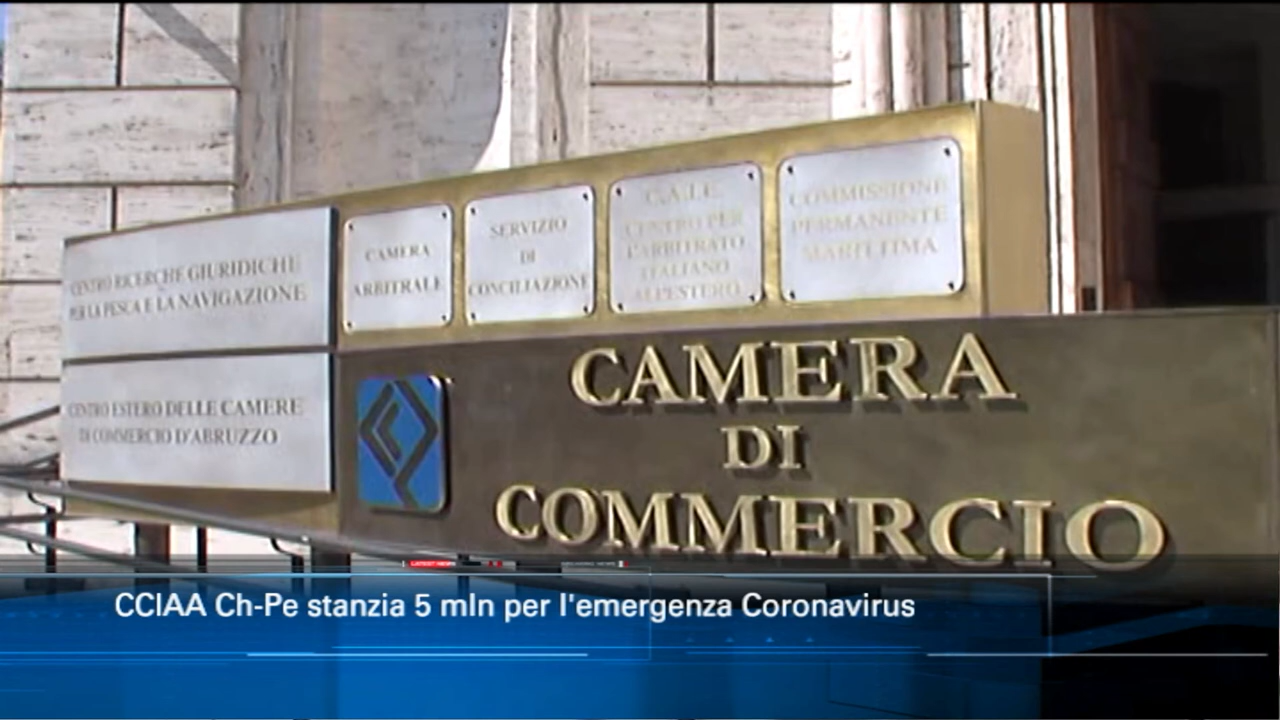 CENTRO RICERCHE GIURIDICHE
PER LA PESCA E LA NAVIGAZIONE
CENTRO ESTERO DELLE CAMERE
DI COMMERCIO D'ABRUZZO
CAMERA
ARBITRALE
SERVIZIO
DI
CONCILIAZIONE
CENTRO PER
L'ARBITRATO
ITALIANO
COMMISSIONE
PERMANENTE
MARITTIMA
CAMERA
DI
COMMERCIO
LATEST NEWS
CCIAA Ch-Pe stanzia 5 mln per l'emergenza Coronavirus